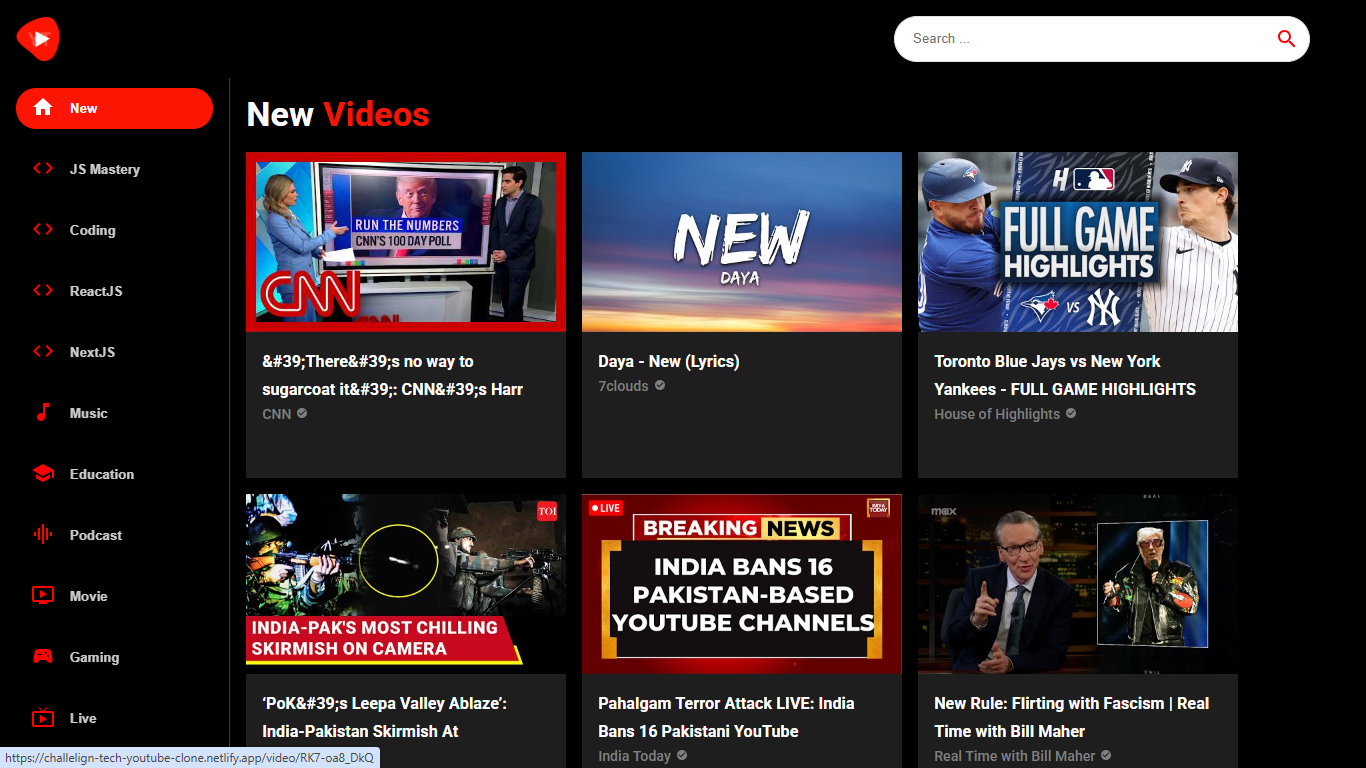 Search ...
New
JS Mastery
Coding
ReactJS
NextJS
Music
Education
Podcast
Movie
Gaming
Live
New Videos
RUN THE NUMBERS
CNN'S 100 DAY POLL
CNN
CNN
&#39;There&#39;s no way to
sugarcoat it&#39;: CNN&#39;s Harr
CNN
NEW
DAYA
Daya - New (Lyrics)
7clouds
FULL GAME
HIGHLIGHTS
VS
Toronto Blue Jays vs New York
Yankees - FULL GAME HIGHLIGHTS
House of Highlights
TOI
INDIA-PAK'S MOST CHILLING
SKIRMISH ON CAMERA
‘PoK&#39;s Leepa Valley Ablaze’:
India-Pakistan Skirmish At
LIVE
INDIA
TODAY
BREAKING NEWS
INDIA BANS 16
PAKISTAN-BASED
YOUTUBE CHANNELS
Pahalgam Terror Attack LIVE: India
Bans 16 Pakistani YouTube
India Today
max
New Rule: Flirting with Fascism | Real
Time with Bill Maher
Real Time with Bill Maher
https://challelign-tech-youtube-clone.netlify.app/video/RK7-oa8_DkQ